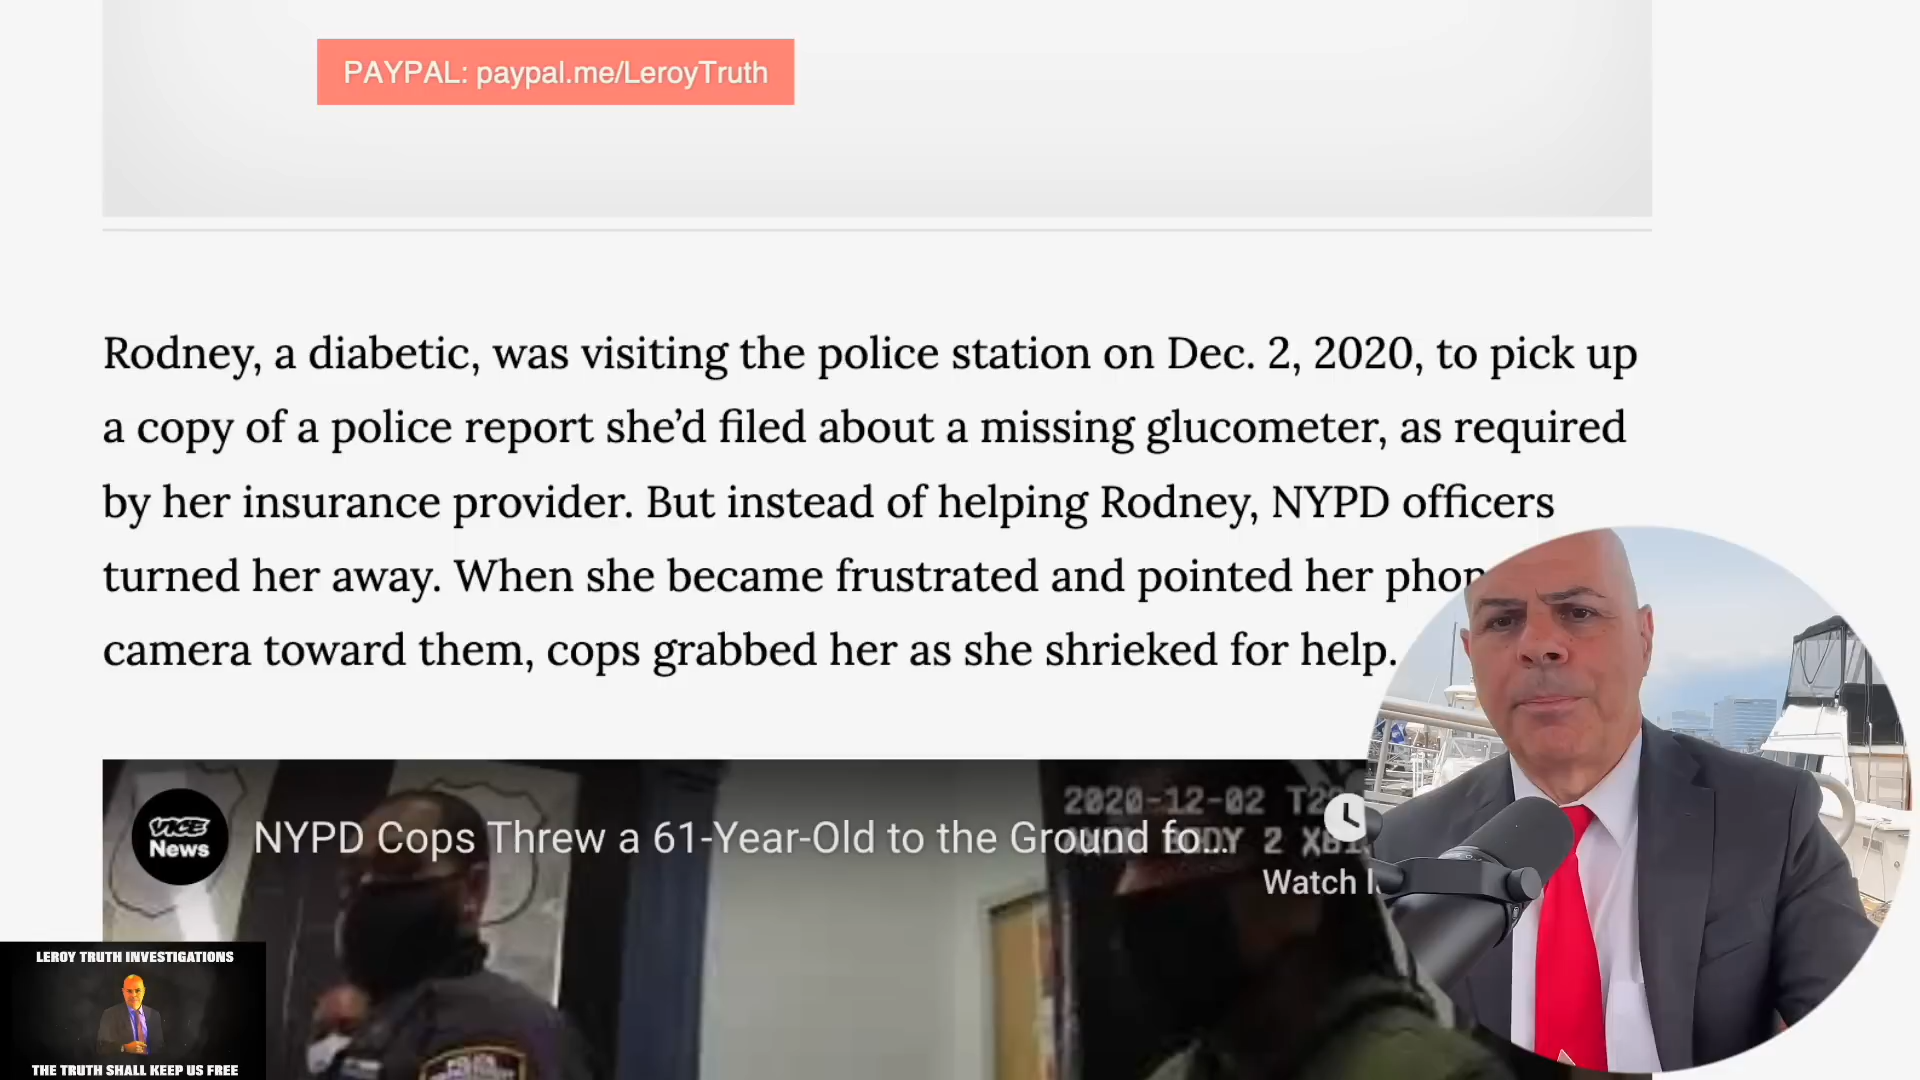 PAYPAL: paypal.me/LeroyTruth
Rodney, a diabetic, was visiting the police station on Dec. 2, 2020, to pick up
a copy of a police report she’d filed about a missing glucometer, as required
by her insurance provider. But instead of helping Rodney, NYPD officers
turned her away. When she became frustrated and pointed her
camera toward them, cops grabbed her as she shrieked for help.
VICE
News
NYPD Cops Threw a 61-Year-Old to the Ground fo...
2020-12-02
BODY 2
Watch
LEROY TRUTH INVESTIGATIONS
THE TRUTH SHALL KEEP US FREE